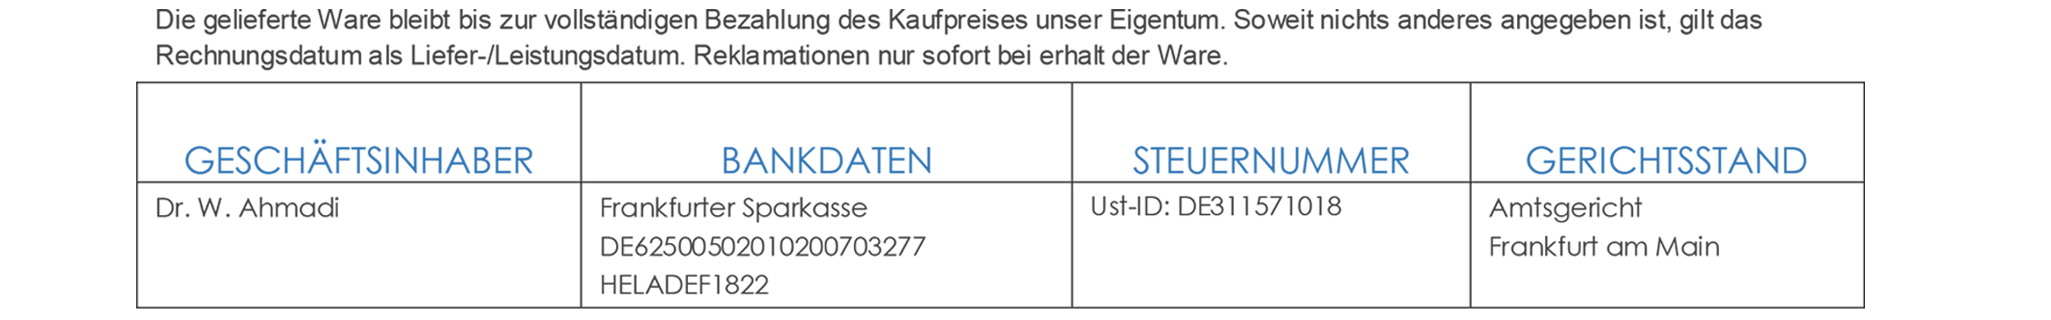 Die gelieferte Ware bleibt bis zur vollständigen Bezahlung des Kaufpreises unser Eigentum. Soweit nichts anderes angegeben ist, gilt das
Rechnungsdatum als Liefer-/Leistungsdatum. Reklamationen nur sofort bei erhalt der Ware.
GESCHÄFTSINHABER BANKDATEN STEUERNUMMER GERICHTSSTAND
Dr. W. Ahmadi Frankfurter Sparkasse Ust-ID: DE311571018 Amtsgericht
DE62500502010200703277 Frankfurt am Main
HELADEF1822